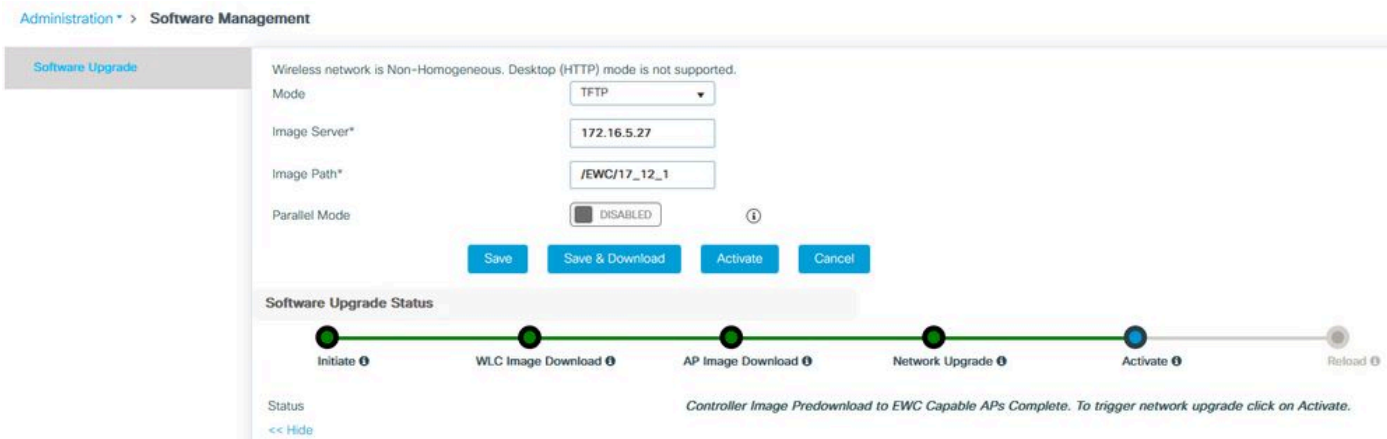 Administration > Software Management
Software Upgrade
Wireless network is Non-Homogeneous. Desktop (HTTP) mode is not supported.
Mode TFTP
Image Server* 172.16.5.27
Image Path* /EWC/17_12_1
Parallel Mode DISABLED
Save Save & Download Activate Cancel
Software Upgrade Status
Initiate WLC Image Download AP Image Download Network Upgrade Activate Reload
Status Controller Image Predownload to EWC Capable APs Complete. To trigger network upgrade click on Activate.
<< Hide